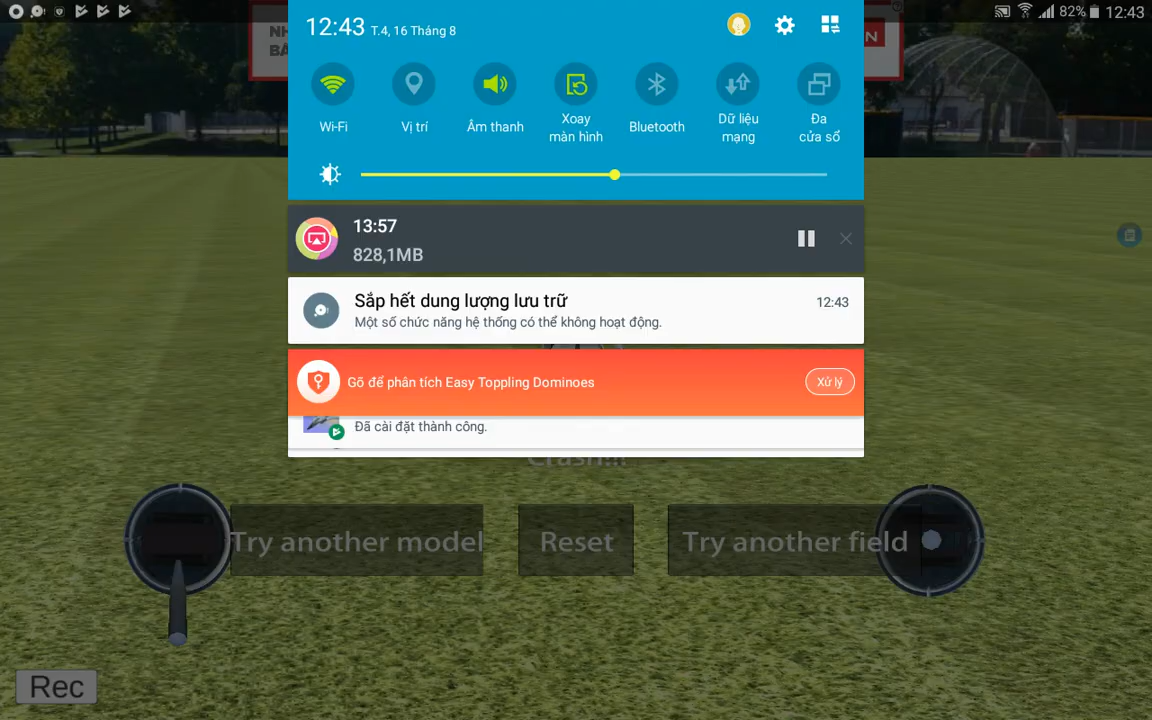 82% 12:43
12:43 T.4, 16 Tháng 8
NH
BÁ
N
Wi-Fi
Vị trí
Âm thanh
Xoay
màn hình
Bluetooth
Dữ liệu
mạng
Đa
cửa sổ
13:57
828,1MB
Sắp hết dung lượng lưu trữ
12:43
Một số chức năng hệ thống có thể không hoạt động.
Gõ để phân tích Easy Toppling Dominoes
Xử lý
Đã cài đặt thành công.
Crash!!!
Try another model
Reset
Try another field
Rec